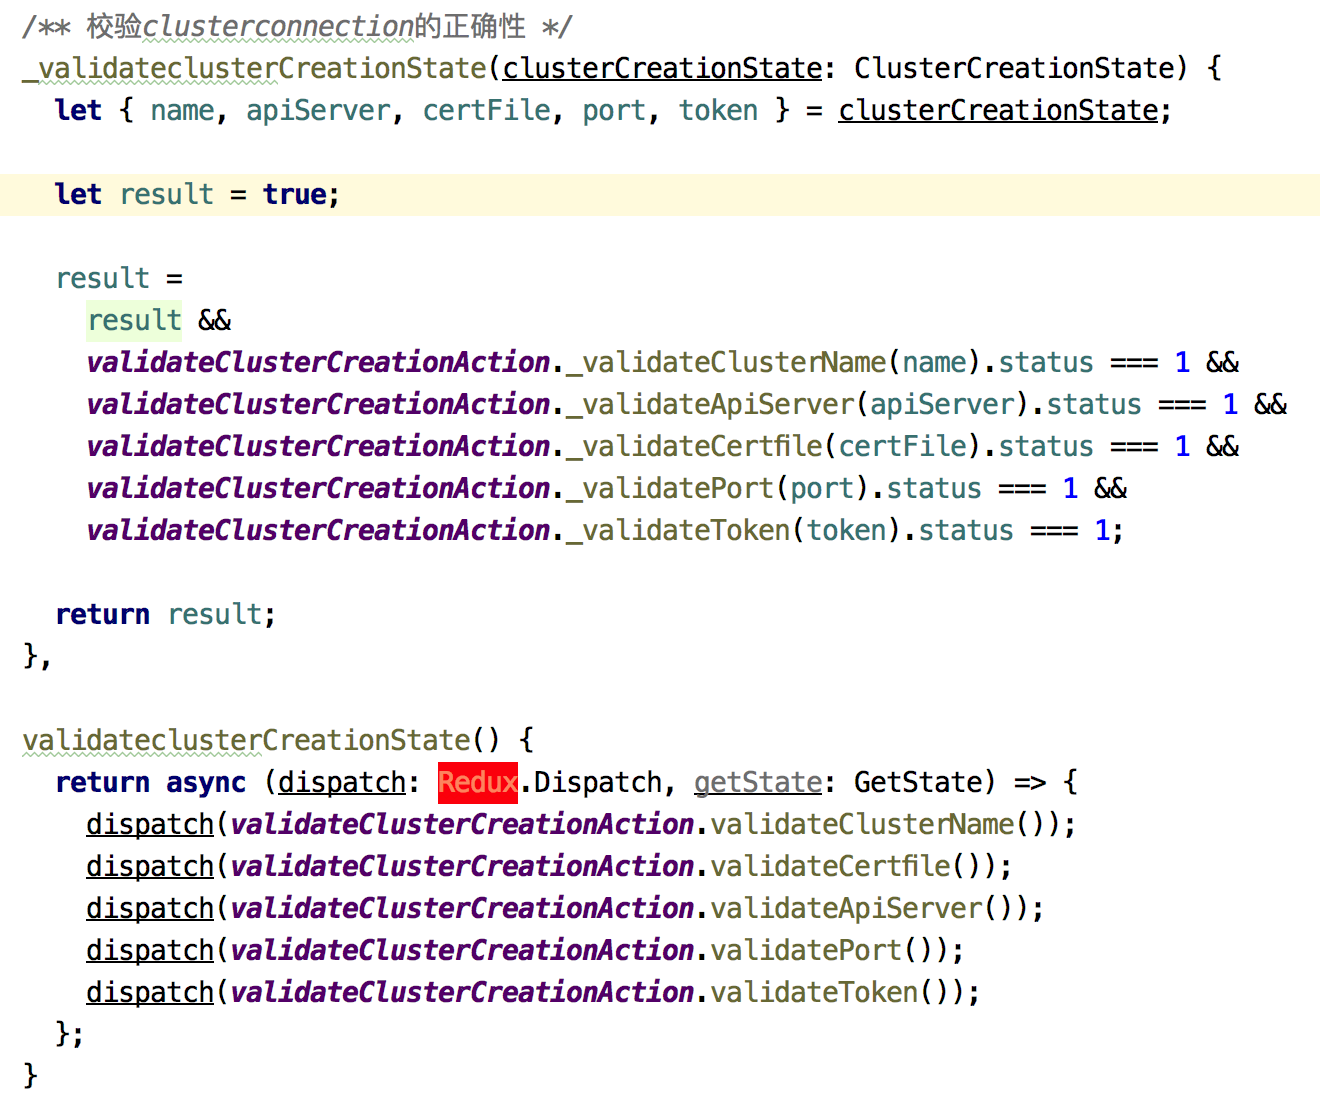 /** 校验clusterconnection的正确性 */
_validateclusterCreationState(clusterCreationState: ClusterCreationState) {
let { name, apiServer, certFile, port, token } = clusterCreationState;
let result = true;
result =
result &&
validateClusterCreationAction._validateClusterName(name).status === 1 &&
validateClusterCreationAction._validateApiServer(apiServer).status === 1 &&
validateClusterCreationAction._validateCertfile(certFile).status === 1 &&
validateClusterCreationAction._validatePort(port).status === 1 &&
validateClusterCreationAction._validateToken(token).status === 1;
return result;
},
validateclusterCreationState() {
return async (dispatch: Redux.Dispatch, getState: GetState) => {
dispatch(validateClusterCreationAction.validateClusterName());
dispatch(validateClusterCreationAction.validateCertfile());
dispatch(validateClusterCreationAction.validateApiServer());
dispatch(validateClusterCreationAction.validatePort());
dispatch(validateClusterCreationAction.validateToken());
};
}